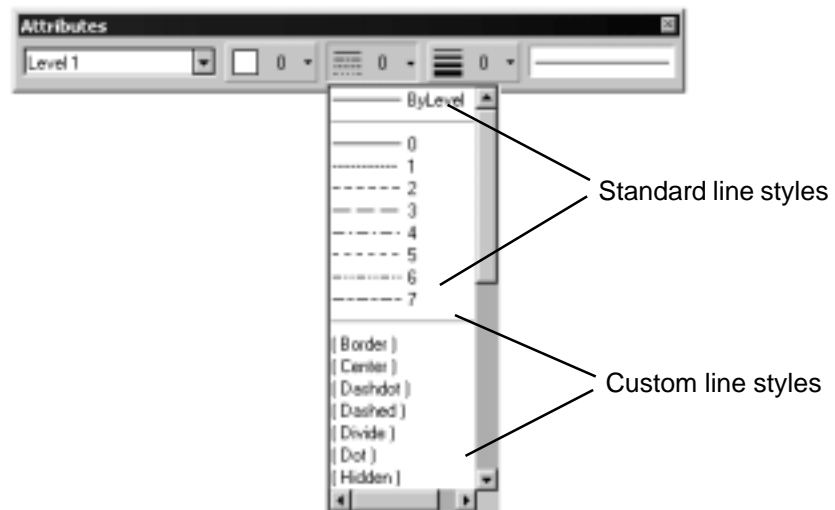 Attributes
Level 1 0 0 0
ByLevel
0
1
2
3
4
5
6
7
Standard line styles
( Border )
( Center )
( Dashdot )
( Dashed )
( Divide )
( Dot )
( Hidden )
Custom line styles